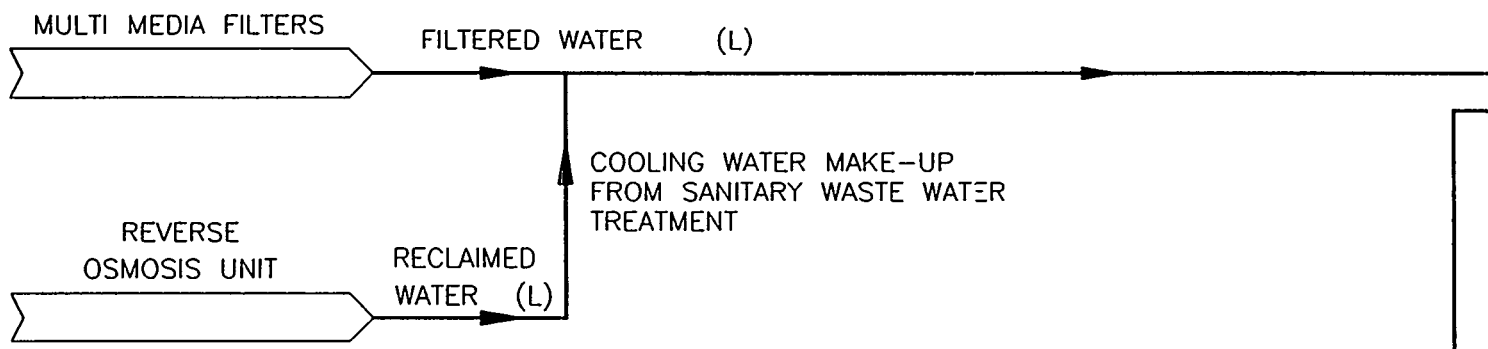 MULTI MEDIA FILTERS
FILTERED WATER (L)
COOLING WATER MAKE-UP
FROM SANITARY WASTE WATER
TREATMENT
REVERSE
OSMOSIS UNIT
RECLAIMED
WATER (L)